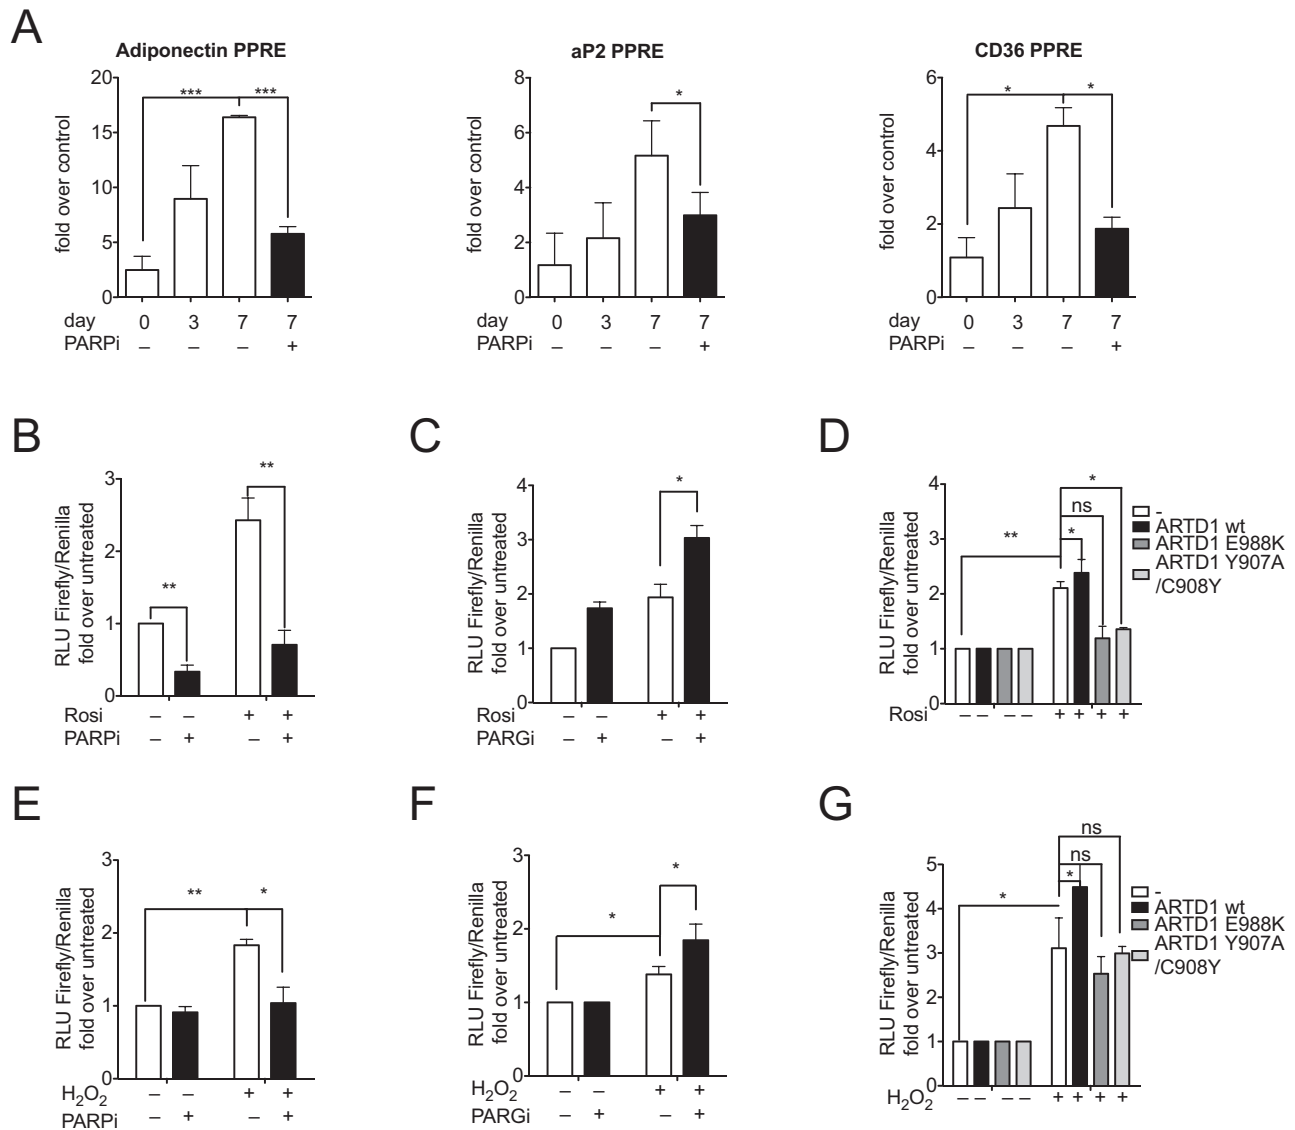 A
Adiponectin PPRE
fold over control
20
15
10
5
0
*** ***
day 0 3 7 7
PARPi – – – +
aP2 PPRE
fold over control
8
6
4
2
0
*
day 0 3 7 7
PARPi – – – +
CD36 PPRE
fold over control
6
4
2
0
* *
day 0 3 7 7
PARPi – – – +
B
RLU Firefly/Renilla
fold over untreated
3
2
1
0
**
**
Rosi – – + +
PARPi – + – +
C
RLU Firefly/Renilla
fold over untreated
4
3
2
1
0
*
Rosi – – + +
PARGi – + – +
D
RLU Firefly/Renilla
fold over untreated
4
3
2
1
0
*
ns
** *
-
ARTD1 wt
ARTD1 E988K
ARTD1 Y907A
/C908Y
Rosi – – – – + + + +
E
RLU Firefly/Renilla
fold over untreated
3
2
1
0
** *
H2O2 – – + +
PARPi – + – +
F
RLU Firefly/Renilla
fold over untreated
3
2
1
0
*
*
H2O2 – – + +
PARGi – + – +
G
RLU Firefly/Renilla
fold over untreated
5
4
3
2
1
0
ns
ns
*
*
-
ARTD1 wt
ARTD1 E988K
ARTD1 Y907A
/C908Y
H2O2 – – – – + + + +